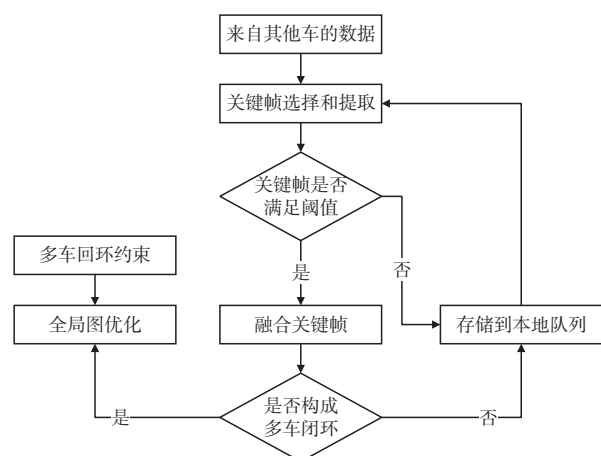 来自其他车的数据
关键帧选择和提取
关键帧是否
满足阈值
多车回环约束
是
否
全局图优化
融合关键帧
存储到本地队列
是否构成
多车闭环
是
否